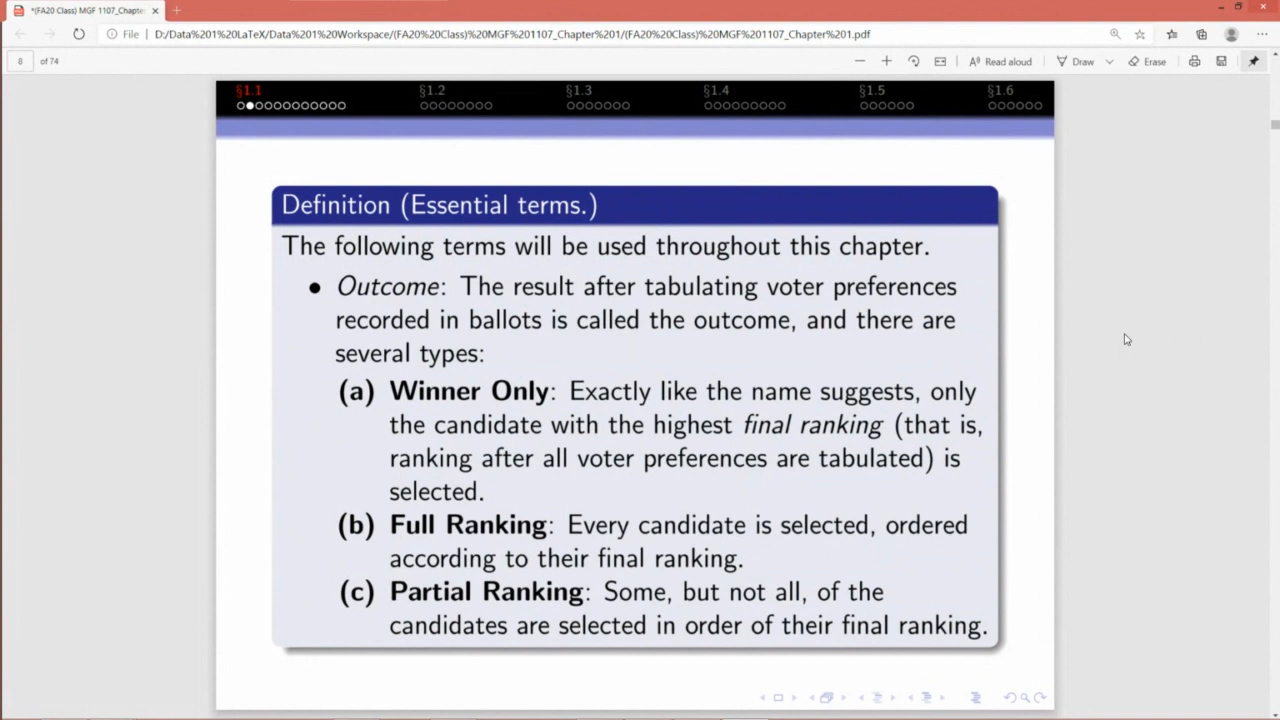 *(FA20 Class) MGF 1107_Chapte
File
D:/Data%201%20LaTeX/Data%201%20Workspace/(FA20%20Class)%20MGF%201107_Chapter%201/(FA20%20Class)%20MGF%201107_Chapter%201.pdf
8 of 74
Read aloud
Draw
Erase
§1.1 §1.2 §1.3 §1.4 §1.5 §1.6
Definition (Essential terms.)
The following terms will be used throughout this chapter.
• Outcome: The result after tabulating voter preferences
recorded in ballots is called the outcome, and there are
several types:
(a) Winner Only: Exactly like the name suggests, only
the candidate with the highest final ranking (that is,
ranking after all voter preferences are tabulated) is
selected.
(b) Full Ranking: Every candidate is selected, ordered
according to their final ranking.
(c) Partial Ranking: Some, but not all, of the
candidates are selected in order of their final ranking.